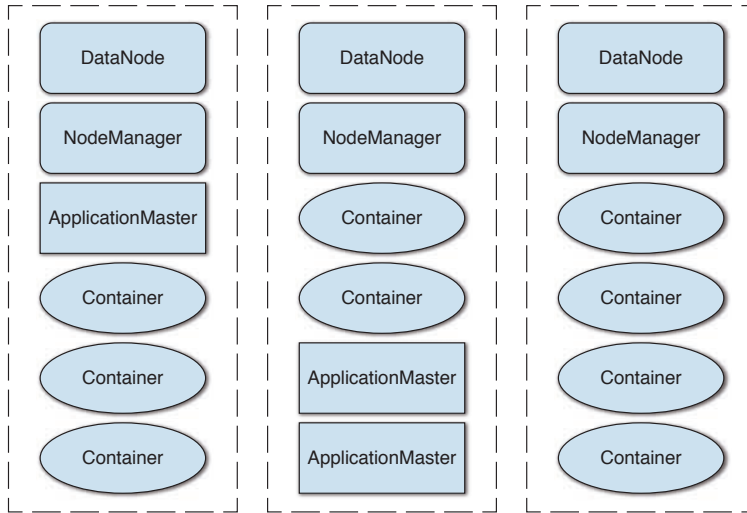 DataNode
NodeManager
ApplicationMaster
Container
Container
Container
DataNode
NodeManager
Container
Container
ApplicationMaster
ApplicationMaster
DataNode
NodeManager
Container
Container
Container
Container